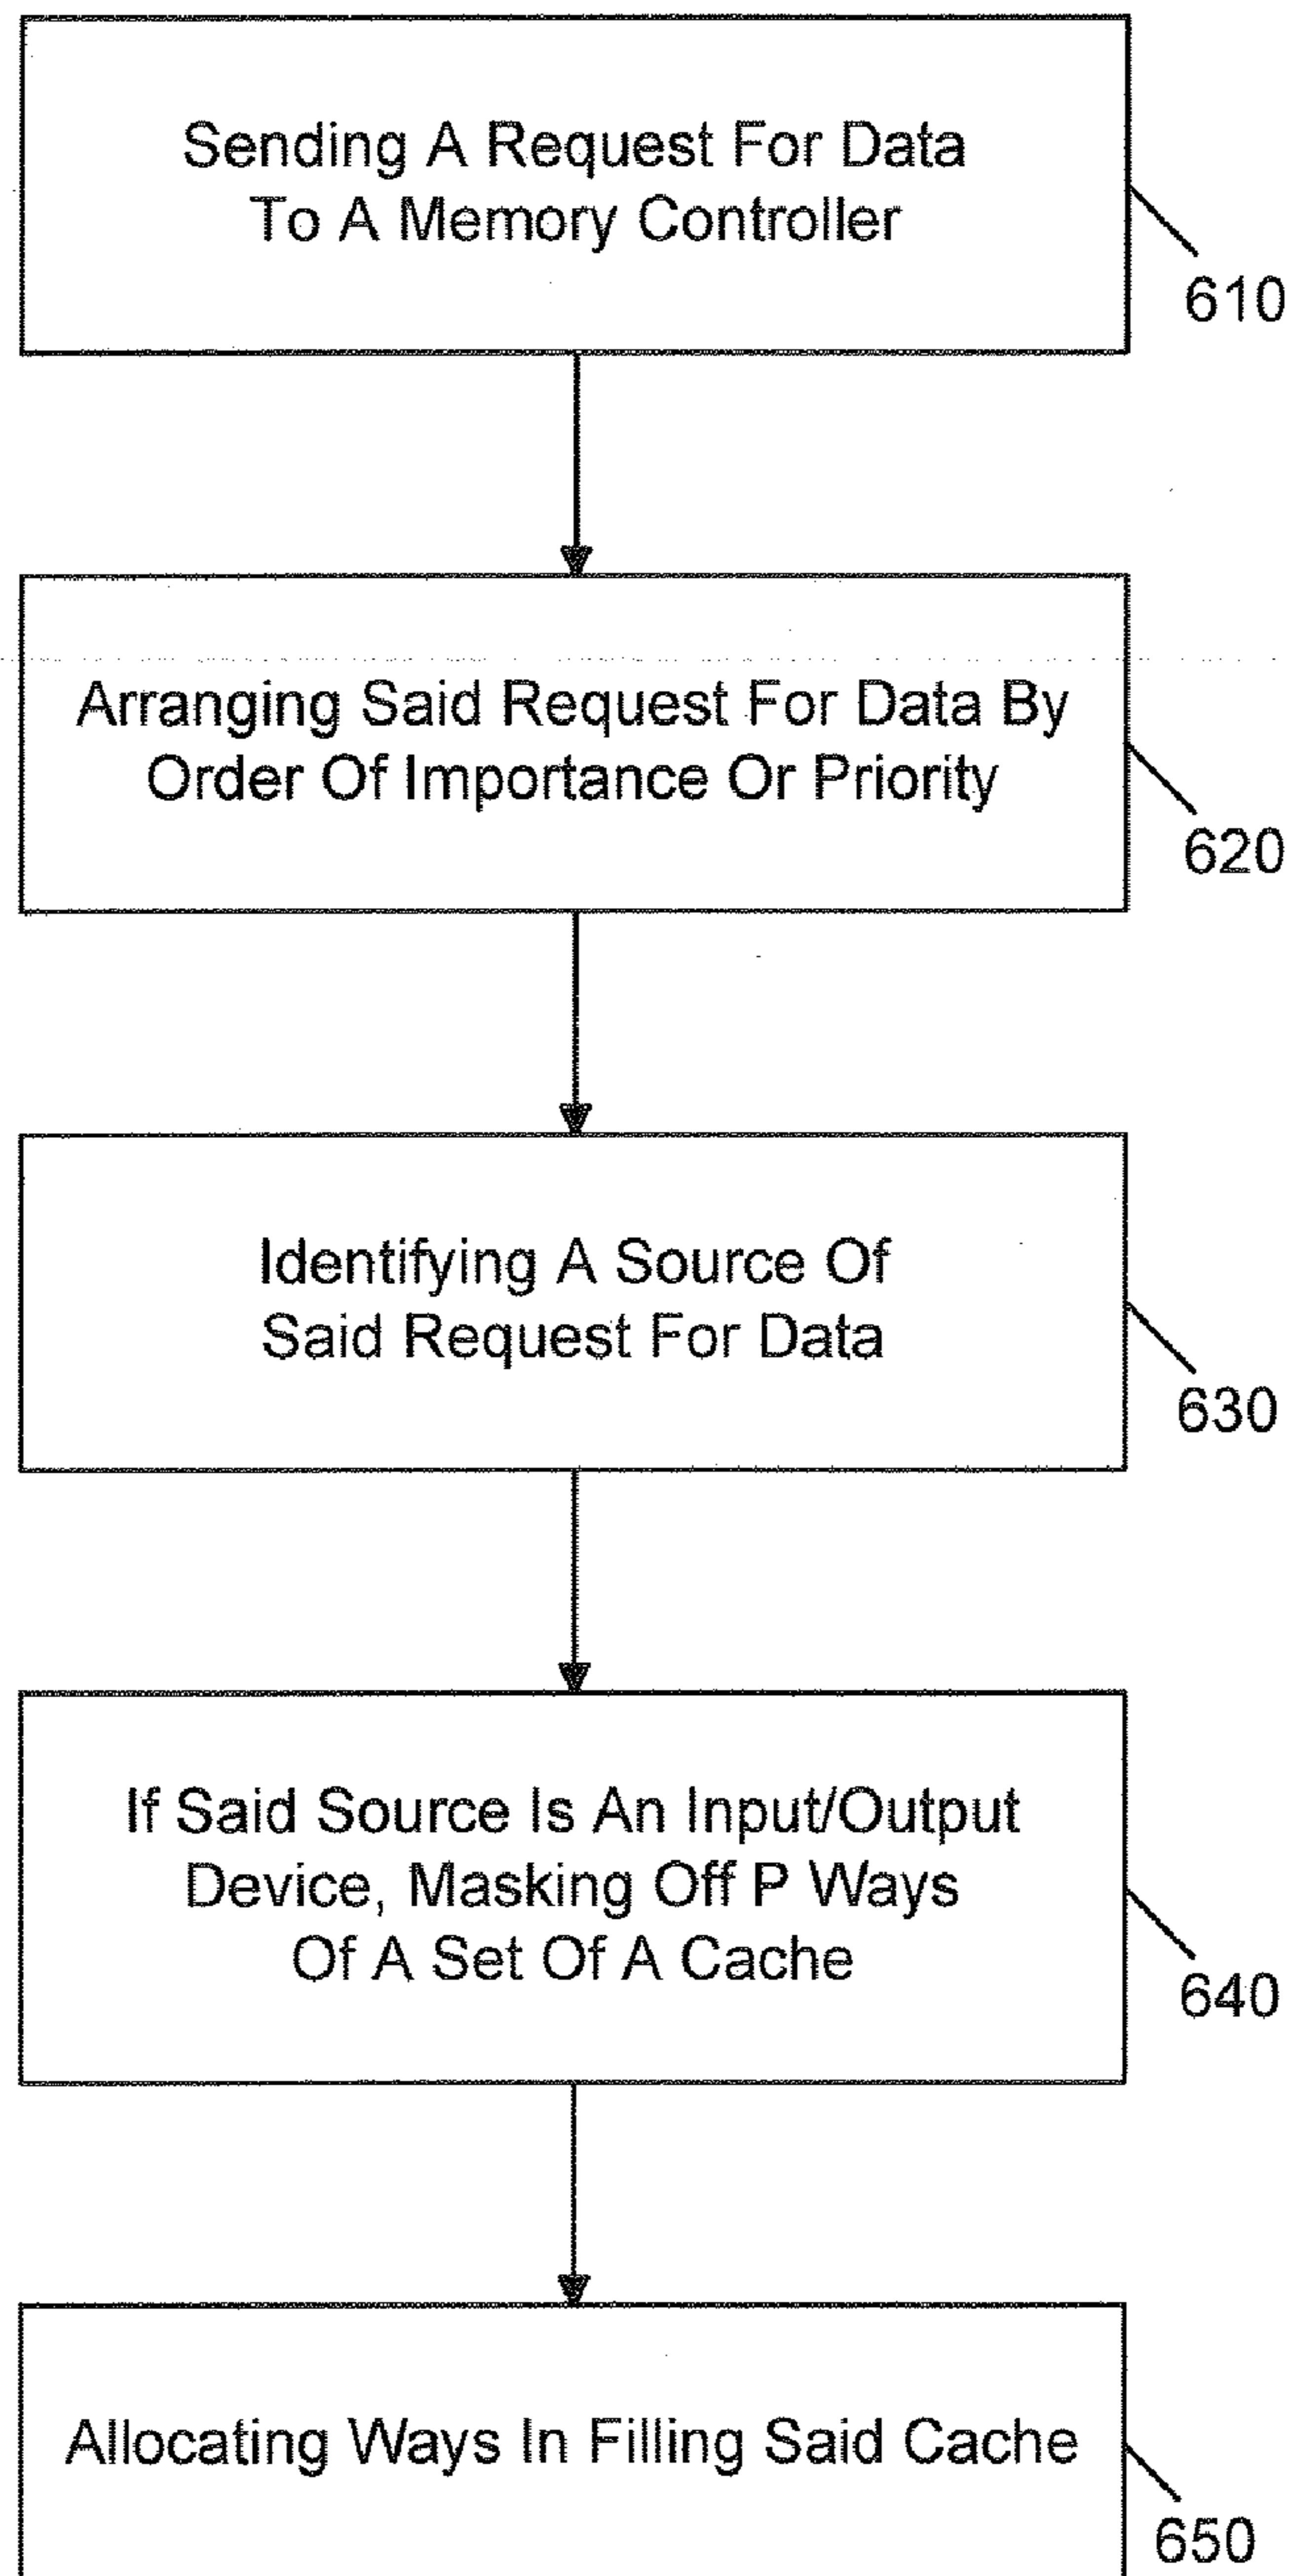 Sending A Request For Data
To A Memory Controller
610
Arranging Said Request For Data By
Order Of Importance Or Priority
620
Identifying A Source Of
Said Request For Data
630
If Said Source Is An Input/Output
Device, Masking Off P Ways
Of A Set Of A Cache
640
Allocating Ways In Filling Said Cache
650